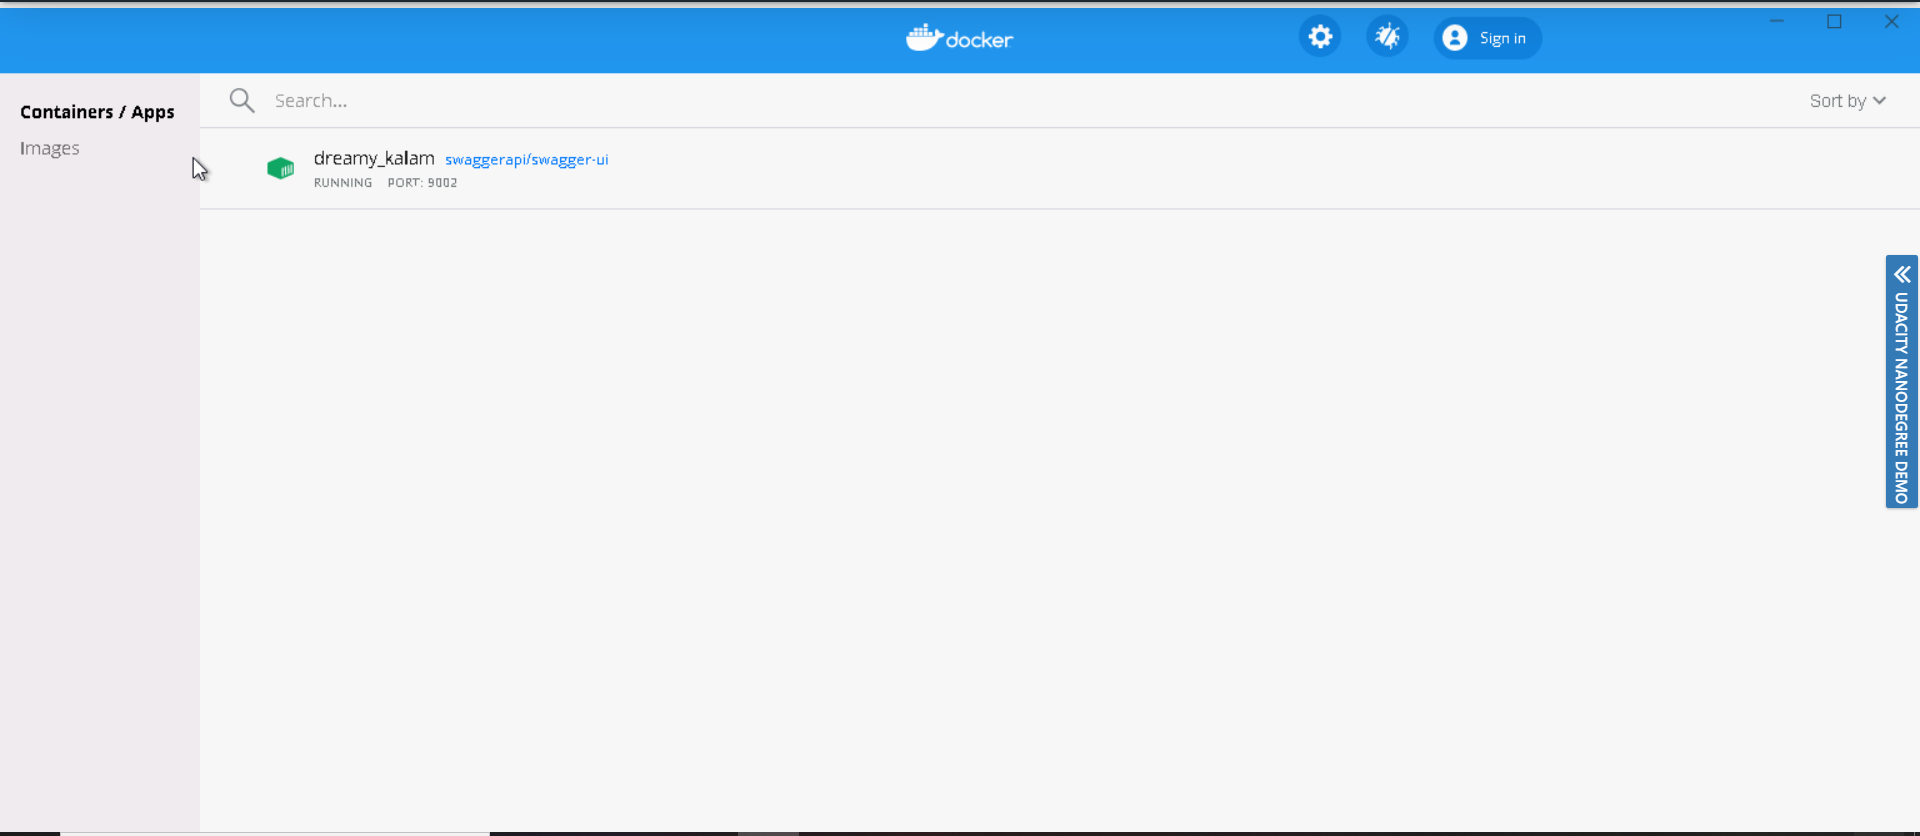 docker
Sign in
Containers / Apps
Images
Search...
Sort by
dreamy_kalam swaggerapi/swagger-ui
RUNNING PORT: 9002
UDACITY NANODEGREE DEMO